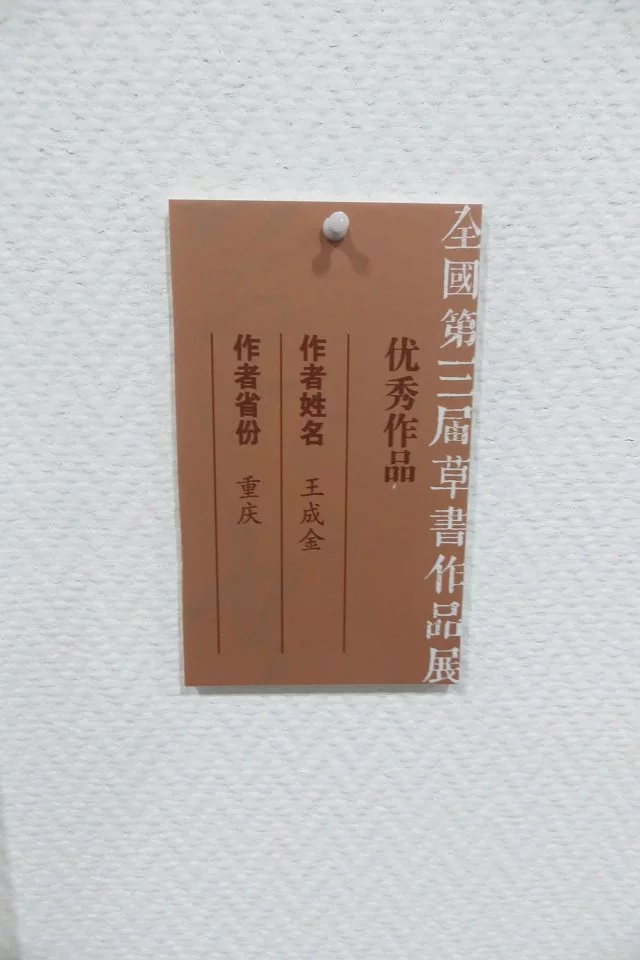 全國第三届草書作品展
优秀作品
作者姓名 王成金
作者省份 重庆